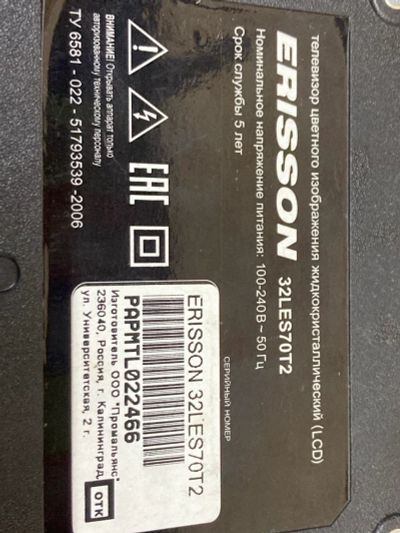 телевизор цветного изображения жидкокристаллический (LCD)
ERISSON 32LES70T2
Номинальное напряжение питания: 100-240В ~ 50 Гц
Срок службы 5 лет
ВНИМАНИЕ! Открывать аппарат только
авторизованному техническому персоналу
ТУ 6581 - 022 - 51793539 -2006
EAC
СЕРИЙНЫЙ НОМЕР
ERISSON 32LES70T2
PAPMTL022466
Изготовитель ООО "Промальянс"
236040, Россия, г. Калининград,
ул. Университетская, 2 г.
ОТК